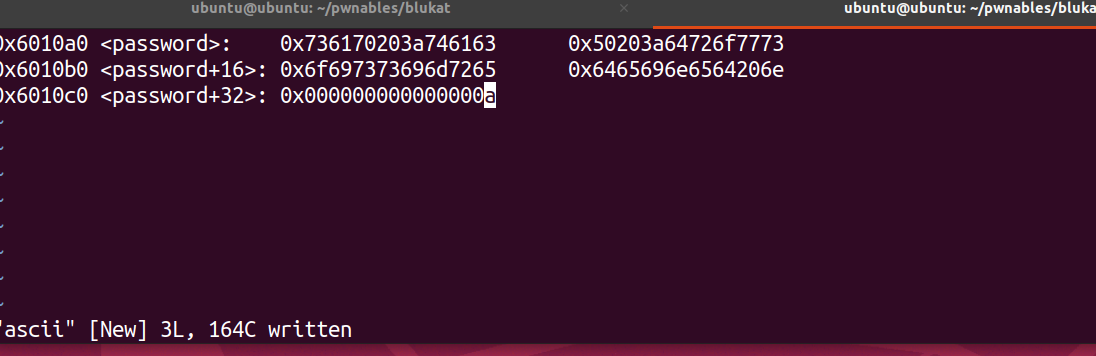 ubuntu@ubuntu: ~/pwnables/blukat × ubuntu@ubuntu: ~/pwnables/bluka
0x6010a0 <password>: 0x736170203a746163 0x50203a64726f7773
0x6010b0 <password+16>: 0x6f697373696d7265 0x6465696e6564206e
0x6010c0 <password+32>: 0x000000000000000a
~
~
~
~
~
~
~
~
"ascii" [New] 3L, 164C written